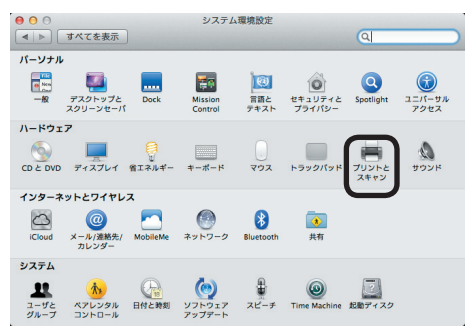 システム環境設定
すべてを表示
パーソナル
一般
デスクトップと
スクリーンセーバ
Dock
Mission
Control
言語と
テキスト
セキュリティと
プライバシー
Spotlight
ユニバーサル
アクセス
ハードウェア
CD と DVD
ディスプレイ
省エネルギー
キーボード
マウス
トラックパッド
プリントと
スキャン
サウンド
インターネットとワイヤレス
iCloud
メール/連絡先/
カレンダー
MobileMe
ネットワーク
Bluetooth
共有
システム
ユーザと
グループ
ペアレンタル
コントロール
日付と時刻
ソフトウェア
アップデート
スピーチ
Time Machine
起動ディスク